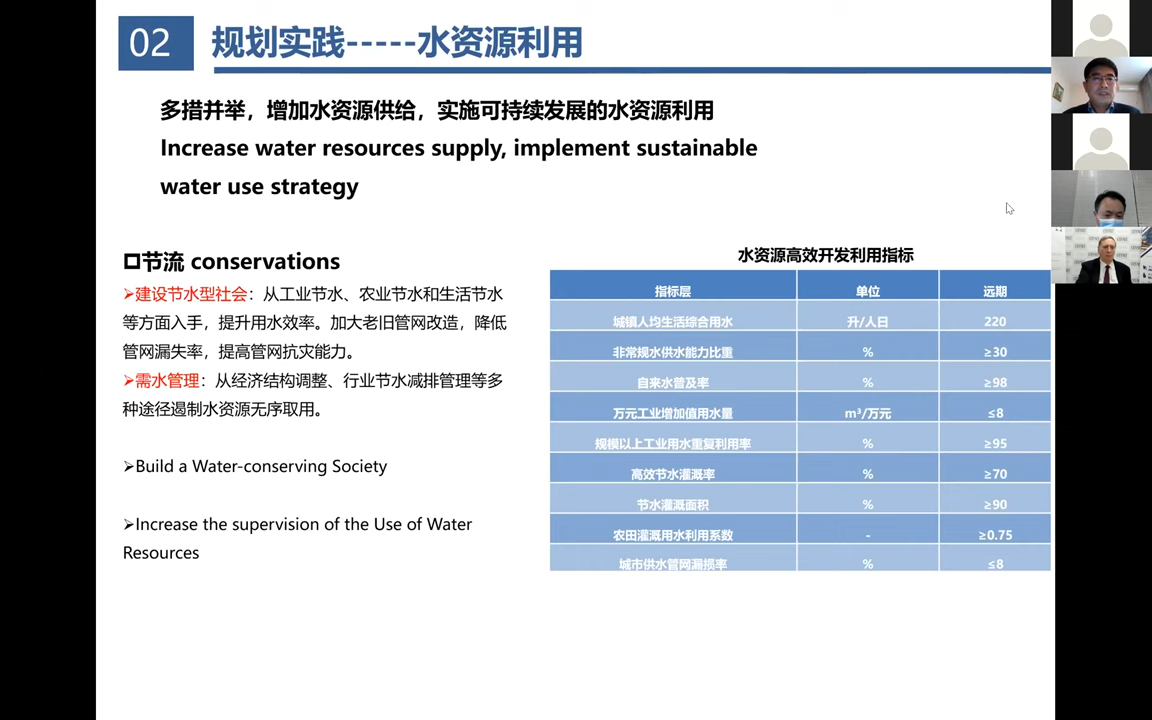 02
规划实践-----水资源利用
多措并举，增加水资源供给，实施可持续发展的水资源利用
Increase water resources supply, implement sustainable
water use strategy
节流 conservations
➢建设节水型社会：从工业节水、农业节水和生活节水
等方面入手，提升用水效率。加大老旧管网改造，降低
管网漏失率，提高管网抗灾能力。
➢需水管理：从经济结构调整、行业节水减排管理等多
种途径遏制水资源无序取用。
➢Build a Water-conserving Society
➢Increase the supervision of the Use of Water
Resources
水资源高效开发利用指标
指标层 单位 远期
城镇人均生活综合用水 升/人日 220
非常规水供水能力比重 % ≥30
自来水普及率 % ≥98
万元工业增加值用水量 m³/万元 ≤8
规模以上工业用水重复利用率 % ≥95
高效节水灌溉率 % ≥70
节水灌溉面积 % ≥90
农田灌溉用水利用系数 - ≥0.75
城市供水管网漏损率 % ≤8